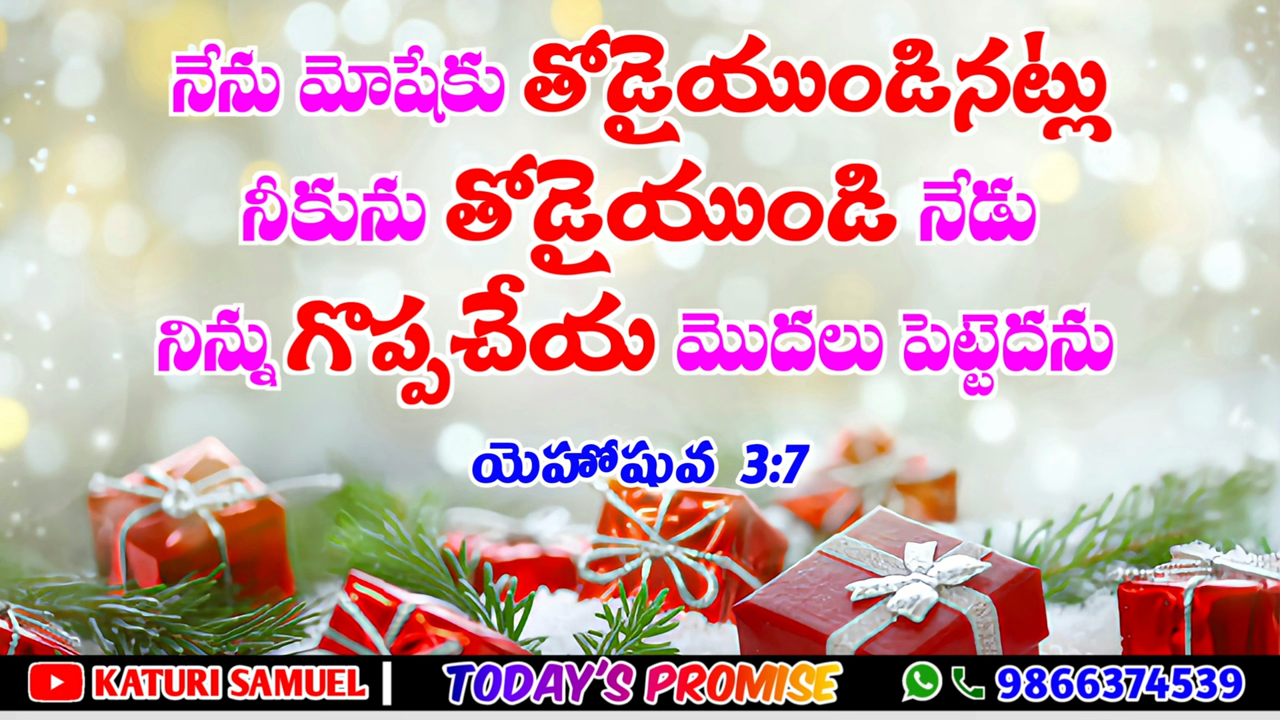 నేను మోషేకు తోడైయుండినట్లు
నీకును తోడైయుండి నేడు
నిన్ను గొప్పచేయ మొదలు పెట్టెదను
యెహోషువ 3:7
KATURI SAMUEL | TODAY'S PROMISE 9866374539